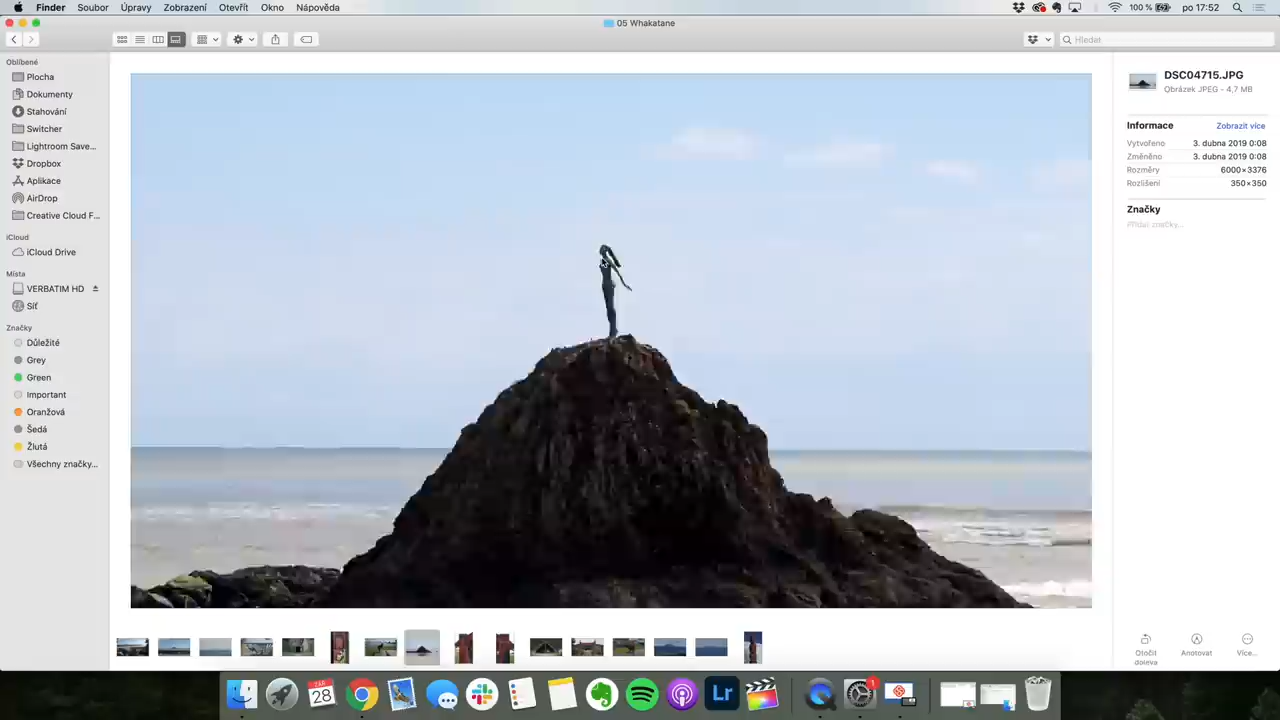 Finder Soubor Úpravy Zobrazení Otevřít Okno Nápověda 100 % po 17:52
05 Whakatane
Hledat
Oblíbené
Plocha
Dokumenty
Stahování
Switcher
Lightroom Save...
Dropbox
Aplikace
AirDrop
Creative Cloud F...
iCloud
iCloud Drive
Místa
VERBATIM HD
Síť
Značky
Důležité
Grey
Green
Important
Oranžová
Šedá
Žlutá
Všechny značky...
DSC04715.JPG
Obrázek JPEG - 4,7 MB
Informace Zobrazit více
Vytvořeno 3. dubna 2019 0:08
Změněno 3. dubna 2019 0:08
Rozměry 6000×3376
Rozlišení 350×350
Značky
Přidat značky...
Otočit doleva
Anotovat
Více...
ZÁŘ
28
Lr
1